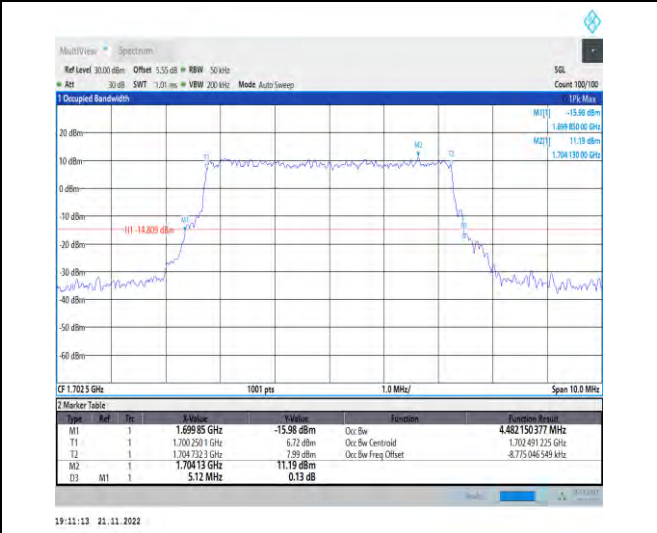 MultiView Spectrum
Ref Level 30.00 dBm Offset 5.55 dB RBW 50 kHz SGL
Att 30 dB SWT 1.01 ms VBW 200 kHz Mode Auto Sweep Count 100/100
1 Occupied Bandwidth 1Pk Max
M1[1] -15.98 dBm
1.699 850 00 GHz
M2[1] 11.19 dBm
1.704 130 00 GHz
20 dBm
M2
T1 T2
10 dBm
0 dBm
-10 dBm
M1
H1 -14.809 dBm
-20 dBm
-30 dBm
-40 dBm
-50 dBm
-60 dBm
CF 1.702 5 GHz 1001 pts 1.0 MHz/ Span 10.0 MHz
2 Marker Table
Type Ref Trc X-Value Y-Value Function Function Result
M1 1 1.699 85 GHz -15.98 dBm Occ Bw 4.482 150 377 MHz
T1 1 1.700 250 1 GHz 6.72 dBm Occ Bw Centroid 1.702 491 225 GHz
T2 1 1.704 732 3 GHz 7.99 dBm Occ Bw Freq Offset -8.775 046 549 kHz
M2 1 1.704 13 GHz 11.19 dBm
D3 M1 1 5.12 MHz 0.13 dB
19:11:13 21.11.2022